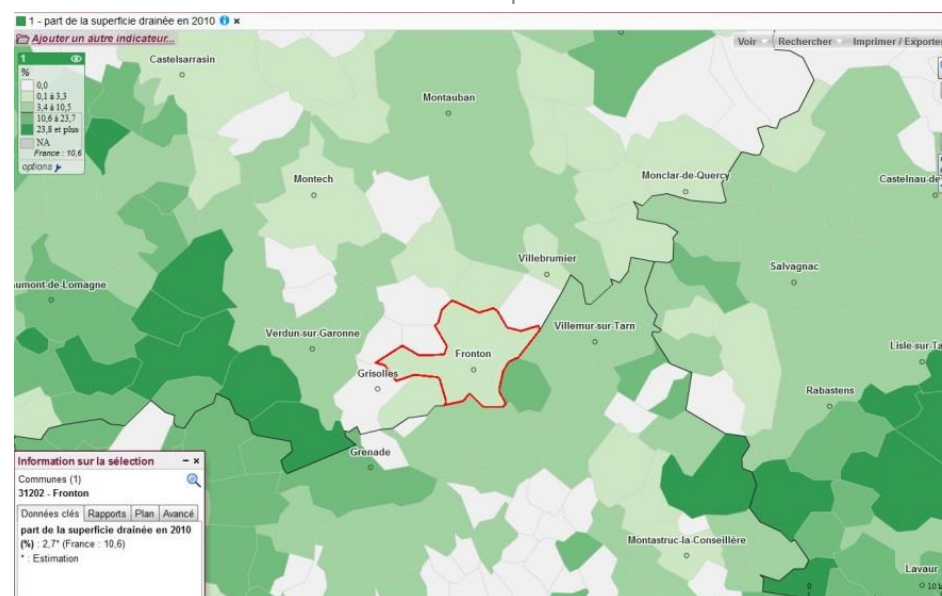 1 - part de la superficie drainée en 2010
Ajouter un autre indicateur...
Voir Rechercher Imprimer / Exporter
1
%
0,0
0,1 à 3,3
3,4 à 10,5
10,6 à 23,7
23,8 et plus
NA
France : 10,6
options
Castelsarrasin
Montauban
Montech
Monclar-de-Quercy
Castelnau-de
Villebrumier
Salvagnac
umont-de-Lomagne
Verdun-sur-Garonne
Villemur-sur-Tarn
Fronton
Lisle-sur-Ta
Grisolles
Rabastens
Grenade
Montastruc-la-Conseillère
Lavaur
0
Information sur la sélection
Communes (1)
31202 - Fronton
Données clés Rapports Plan Avancé
part de la superficie drainée en 2010
(%) : 2,7* (France : 10,6)
* : Estimation